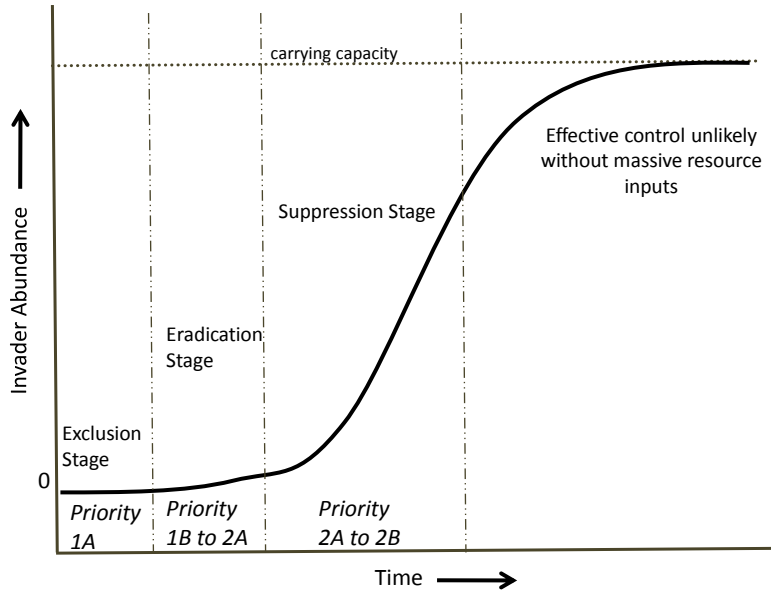 carrying capacity
Effective control unlikely
without massive resource
inputs
Suppression Stage
Invader Abundance
Eradication
Stage
Exclusion
Stage
0
Priority
1A
Priority
1B to 2A
Priority
2A to 2B
Time